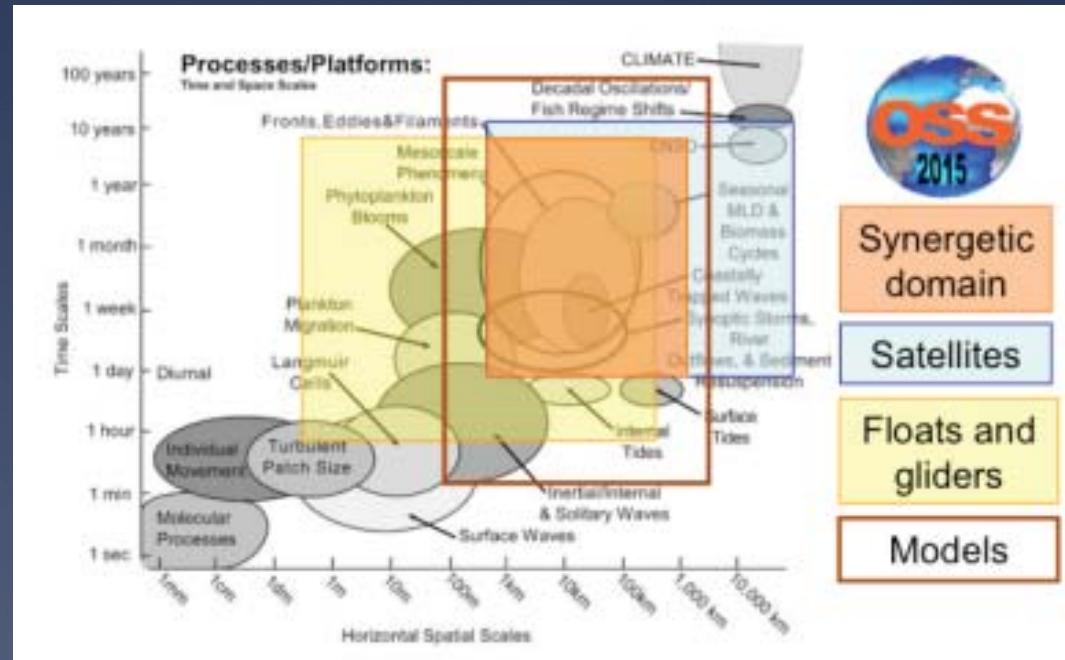 Processes/Platforms:
Time and Space Scales
CLIMATE
Decadal Oscillations/
Fish Regime Shifts
Fronts, Eddies&Filaments
ENSO
Mesoscale
Phenomena
Phytoplankton
Blooms
Seasonal
MLD &
Biomass
Cycles
Coastally
Trapped Waves
Synoptic Storms,
River
Outflows, & Sediment
Resuspension
Plankton
Migration
Langmuir
Cells
Diurnal
Surface
Tides
Internal
Tides
Individual
Movement
Turbulent
Patch Size
Inertial/Internal
& Solitary Waves
Molecular
Processes
Surface Waves
Time Scales
100 years
10 years
1 year
1 month
1 week
1 day
1 hour
1 min
1 sec
1mm
1cm
1dm
1m
10m
100m
1km
10km
100km
1,000 km
10,000 km
Horizontal Spatial Scales
OSS
2015
Synergetic
domain
Satellites
Floats and
gliders
Models